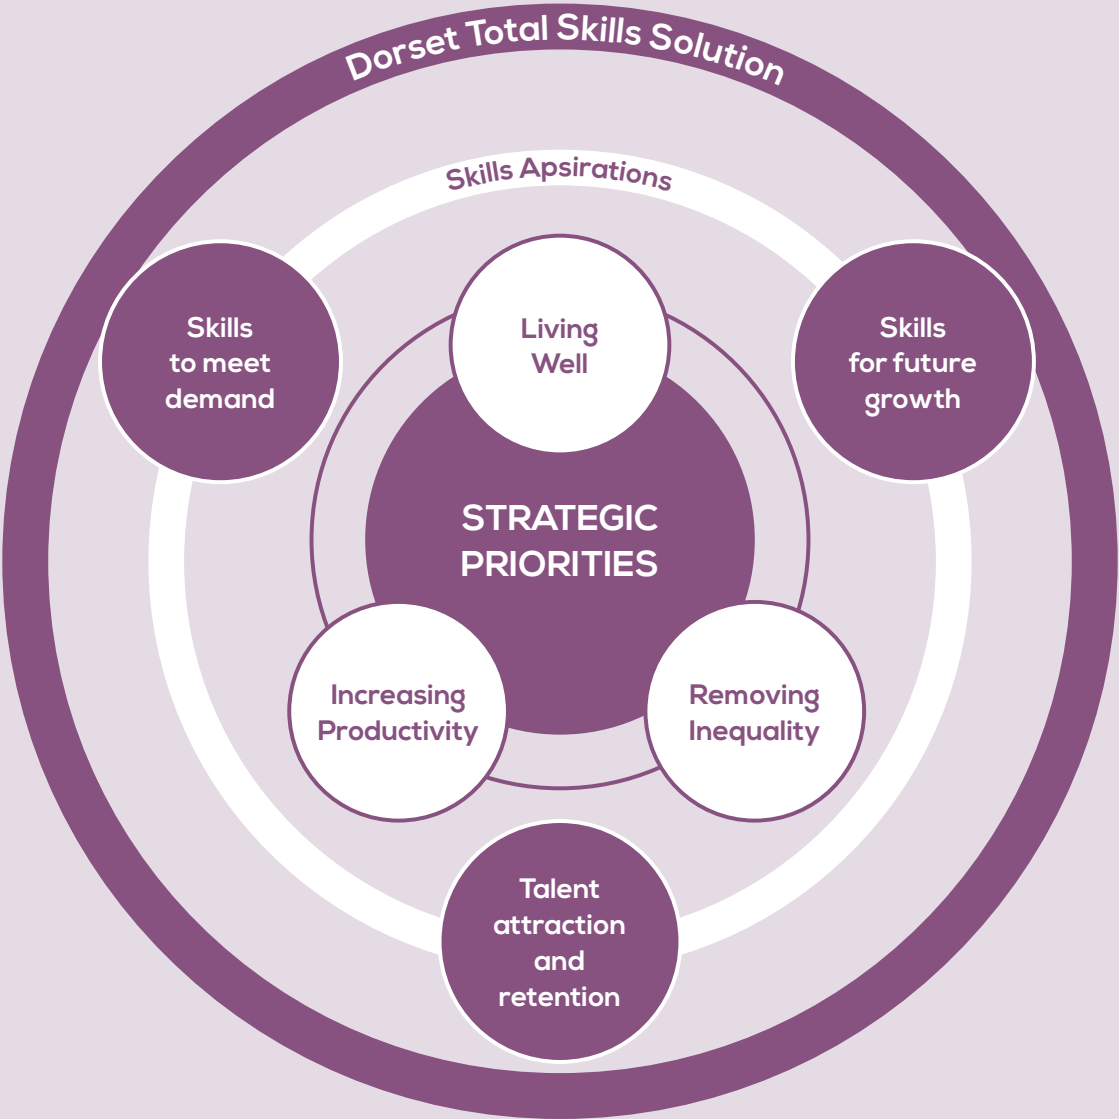 Dorset Total Skills Solution
Skills Apsirations
Skills
to meet
demand
Living
Well
Skills
for future
growth
STRATEGIC
PRIORITIES
Increasing
Productivity
Removing
Inequality
Talent
attraction
and
retention